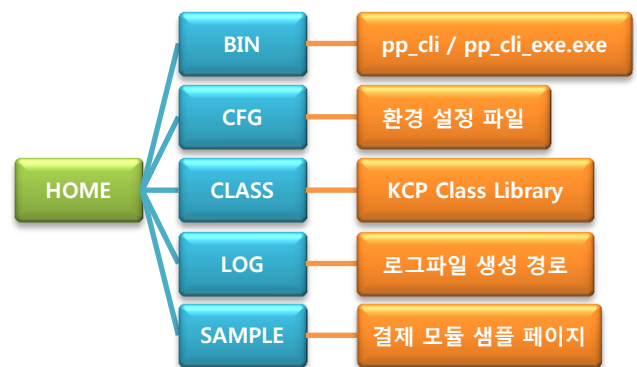 BIN
pp_cli / pp_cli_exe.exe
CFG
환경 설정 파일
HOME
CLASS
KCP Class Library
LOG
로그파일 생성 경로
SAMPLE
결제 모듈 샘플 페이지